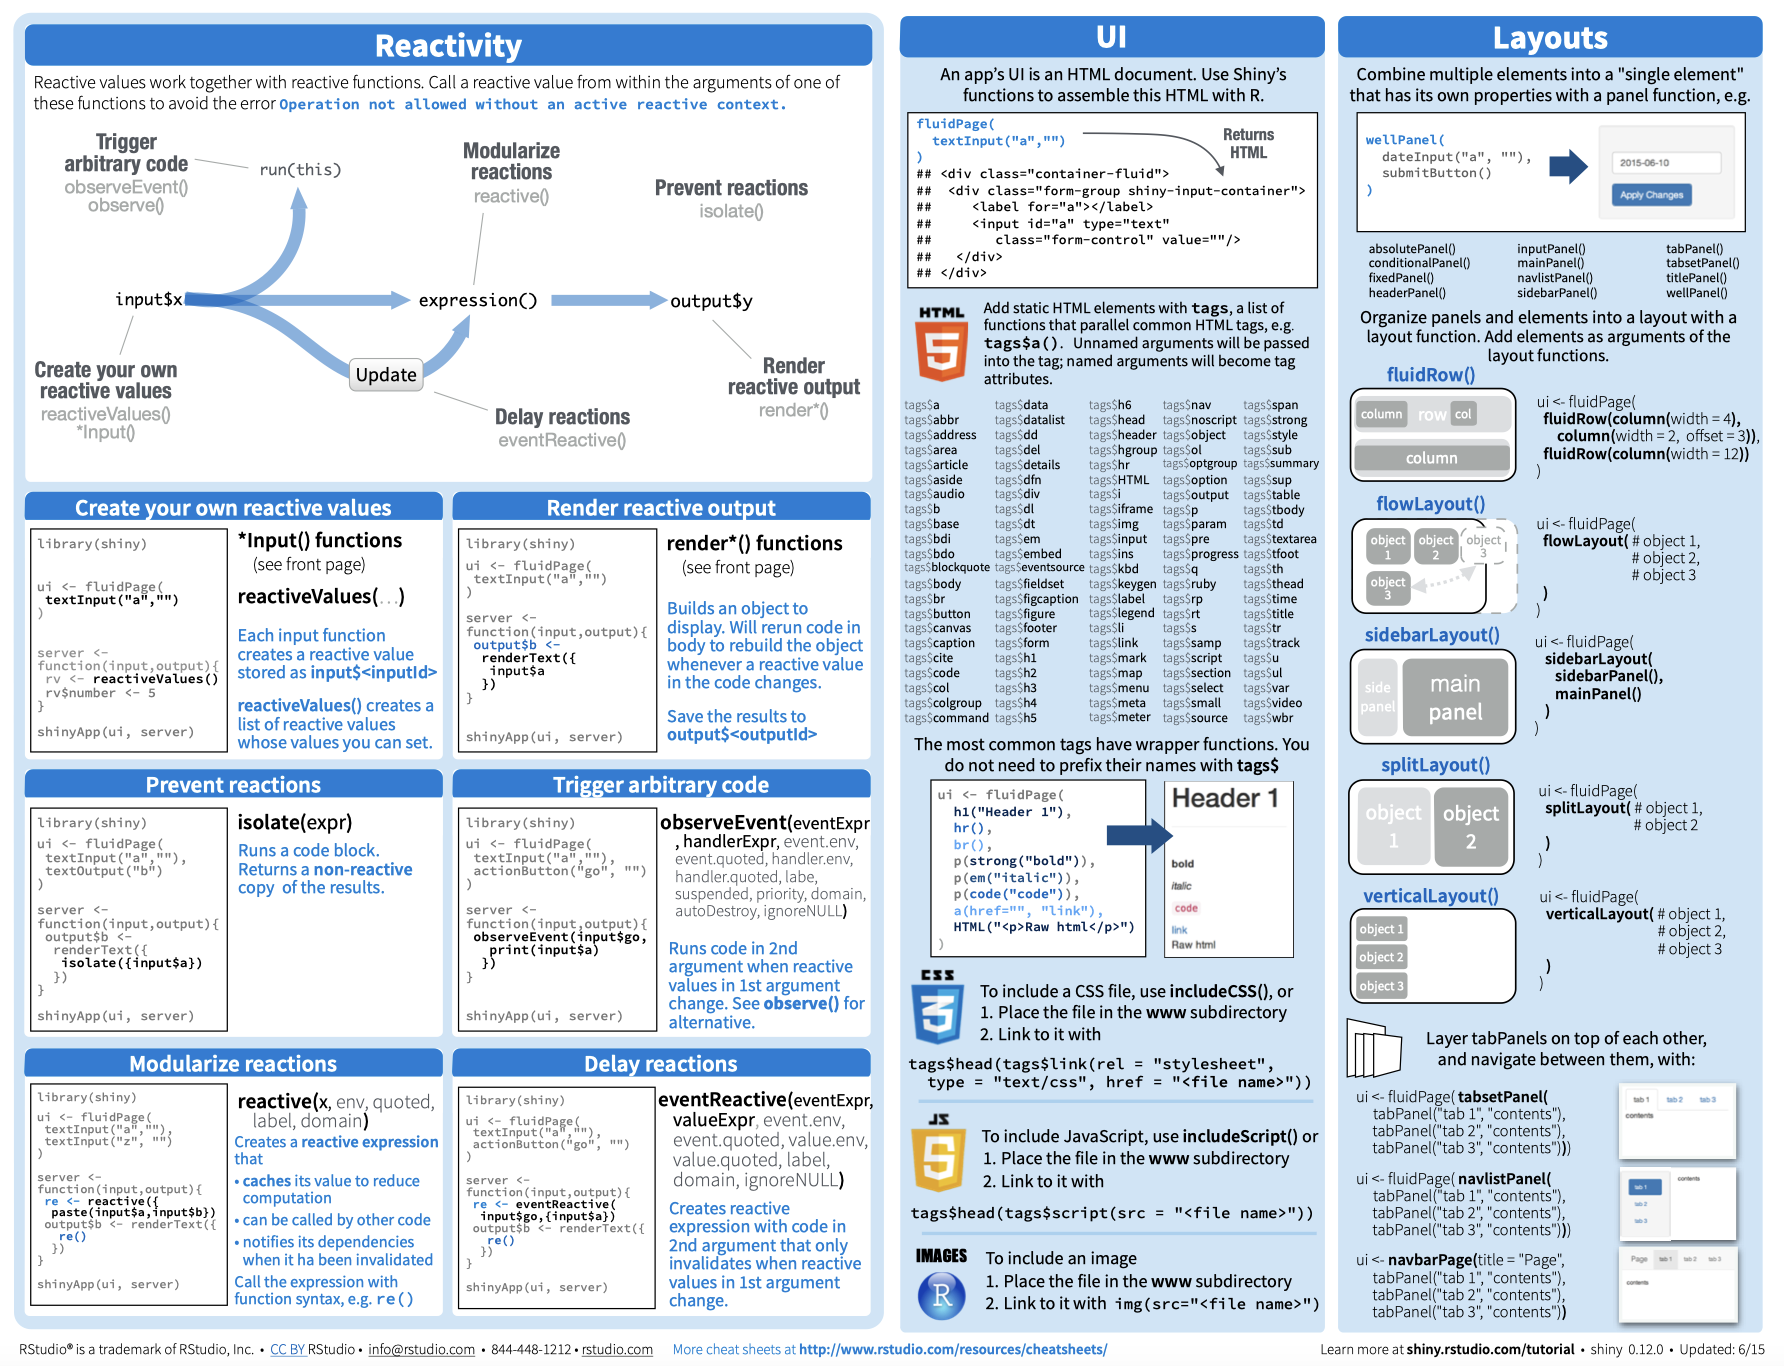 Reactivity
Reactive values work together with reactive functions. Call a reactive value from within the arguments of one of
these functions to avoid the error Operation not allowed without an active reactive context.
Trigger
arbitrary code
observeEvent()
observe()
run(this)
Modularize
reactions
reactive()
Prevent reactions
isolate()
input$x
expression()
output$y
Update
Create your own
reactive values
reactiveValues()
*Input()
Delay reactions
eventReactive()
Render
reactive output
render*()
Create your own reactive values
library(shiny)
ui <- fluidPage(
textInput("a","")
)
server <-
function(input,output){
rv <- reactiveValues()
rv$number <- 5
}
shinyApp(ui, server)
*Input() functions
(see front page)
reactiveValues(...)
Each input function
creates a reactive value
stored as input$<inputId>
reactiveValues() creates a
list of reactive values
whose values you can set.
Render reactive output
library(shiny)
ui <- fluidPage(
textInput("a","")
)
server <-
function(input,output){
output$b <-
renderText({
input$a
})
}
shinyApp(ui, server)
render*() functions
(see front page)
Builds an object to
display. Will rerun code in
body to rebuild the object
whenever a reactive value
in the code changes.
Save the results to
output$<outputId>
Prevent reactions
library(shiny)
ui <- fluidPage(
textInput("a",""),
textOutput("b")
)
server <-
function(input,output){
output$b <-
renderText({
isolate({input$a})
})
}
shinyApp(ui, server)
isolate(expr)
Runs a code block.
Returns a non-reactive
copy of the results.
Trigger arbitrary code
library(shiny)
ui <- fluidPage(
textInput("a",""),
actionButton("go", "")
)
server <-
function(input,output){
observeEvent(input$go,
print(input$a)
})
}
shinyApp(ui, server)
observeEvent(eventExpr
, handlerExpr, event.env,
event.quoted, handler.env,
handler.quoted, labe,
suspended, priority, domain,
autoDestroy, ignoreNULL)
Runs code in 2nd
argument when reactive
values in 1st argument
change. See observe() for
alternative.
Modularize reactions
library(shiny)
ui <- fluidPage(
textInput("a",""),
textInput("z", "")
)
server <-
function(input,output){
re <- reactive({
paste(input$a,input$b})
output$b <- renderText({
re()
})
}
shinyApp(ui, server)
reactive(x, env, quoted,
label, domain)
Creates a reactive expression
that
• caches its value to reduce
computation
• can be called by other code
• notifies its dependencies
when it ha been invalidated
Call the expression with
function syntax, e.g. re()
Delay reactions
library(shiny)
ui <- fluidPage(
textInput("a",""),
actionButton("go", "")
)
server <-
function(input,output){
re <- eventReactive(
input$go,{input$a})
output$b <- renderText({
re()
})
}
shinyApp(ui, server)
eventReactive(eventExpr,
valueExpr, event.env,
event.quoted, value.env,
value.quoted, label,
domain, ignoreNULL)
Creates reactive
expression with code in
2nd argument that only
invalidates when reactive
values in 1st argument
change.
UI
An app's UI is an HTML document. Use Shiny's
functions to assemble this HTML with R.
fluidPage(
textInput("a","")
)
Returns
HTML
## <div class="container-fluid">
## <div class="form-group shiny-input-container">
## <label for="a"></label>
## <input id="a" type="text"
## class="form-control" value=""/>
## </div>
## </div>
HTML
5
Add static HTML elements with tags, a list of
functions that parallel common HTML tags, e.g.
tags$a(). Unnamed arguments will be passed
into the tag; named arguments will become tag
attributes.
tags$a tags$data tags$h6 tags$nav tags$span
tags$abbr tags$datalist tags$head tags$noscript tags$strong
tags$address tags$dd tags$header tags$object tags$style
tags$area tags$del tags$hgroup tags$ol tags$sub
tags$article tags$details tags$hr tags$optgroup tags$summary
tags$aside tags$dfn tags$HTML tags$option tags$sup
tags$audio tags$div tags$i tags$output tags$table
tags$b tags$dl tags$iframe tags$p tags$tbody
tags$base tags$dt tags$img tags$param tags$td
tags$bdi tags$em tags$input tags$pre tags$textarea
tags$bdo tags$embed tags$ins tags$progress tags$tfoot
tags$blockquote tags$eventsource tags$kbd tags$q tags$th
tags$body tags$fieldset tags$keygen tags$ruby tags$thead
tags$br tags$figcaption tags$label tags$rp tags$time
tags$button tags$figure tags$legend tags$rt tags$title
tags$canvas tags$footer tags$li tags$s tags$tr
tags$caption tags$form tags$link tags$samp tags$track
tags$cite tags$h1 tags$mark tags$script tags$u
tags$code tags$h2 tags$map tags$section tags$ul
tags$col tags$h3 tags$menu tags$select tags$var
tags$colgroup tags$h4 tags$meta tags$small tags$video
tags$command tags$h5 tags$meter tags$source tags$wbr
The most common tags have wrapper functions. You
do not need to prefix their names with tags$
ui <- fluidPage(
h1("Header 1"),
hr(),
br(),
p(strong("bold")),
p(em("italic")),
p(code("code")),
a(href="", "link"),
HTML("<p>Raw html</p>")
)
Header 1
bold
italic
code
link
Raw html
CSS
3
To include a CSS file, use includeCSS(), or
1. Place the file in the www subdirectory
2. Link to it with
tags$head(tags$link(rel = "stylesheet",
type = "text/css", href = "<file name>"))
JS
5
To include JavaScript, use includeScript() or
1. Place the file in the www subdirectory
2. Link to it with
tags$head(tags$script(src = "<file name>"))
IMAGES
R
To include an image
1. Place the file in the www subdirectory
2. Link to it with img(src="<file name>")
Layouts
Combine multiple elements into a "single element"
that has its own properties with a panel function, e.g.
wellPanel(
dateInput("a", ""),
submitButton()
)
2015-06-10
Apply Changes
absolutePanel() inputPanel() tabPanel()
conditionalPanel() mainPanel() tabsetPanel()
fixedPanel() navlistPanel() titlePanel()
headerPanel() sidebarPanel() wellPanel()
Organize panels and elements into a layout with a
layout function. Add elements as arguments of the
layout functions.
fluidRow()
column row col
column
ui <- fluidPage(
fluidRow(column(width = 4),
column(width = 2, offset = 3)),
fluidRow(column(width = 12))
)
flowLayout()
object 1
object 2
object 3
object 3
ui <- fluidPage(
flowLayout( # object 1,
# object 2,
# object 3
)
)
sidebarLayout()
side panel
main panel
ui <- fluidPage(
sidebarLayout(
sidebarPanel(),
mainPanel()
)
)
splitLayout()
object 1
object 2
ui <- fluidPage(
splitLayout( # object 1,
# object 2
)
)
verticalLayout()
object 1
object 2
object 3
ui <- fluidPage(
verticalLayout( # object 1,
# object 2,
# object 3
)
)
Layer tabPanels on top of each other,
and navigate between them, with:
ui <- fluidPage( tabsetPanel(
tabPanel("tab 1", "contents"),
tabPanel("tab 2", "contents"),
tabPanel("tab 3", "contents")))
tab 1 tab 2 tab 3
contents
ui <- fluidPage( navlistPanel(
tabPanel("tab 1", "contents"),
tabPanel("tab 2", "contents"),
tabPanel("tab 3", "contents")))
tab 1 contents
tab 2
tab 3
ui <- navbarPage(title = "Page",
tabPanel("tab 1", "contents"),
tabPanel("tab 2", "contents"),
tabPanel("tab 3", "contents"))
Page tab 1 tab 2 tab 3
contents
RStudio® is a trademark of RStudio, Inc. • CC BY RStudio • info@rstudio.com • 844-448-1212 • rstudio.com
More cheat sheets at http://www.rstudio.com/resources/cheatsheets/
Learn more at shiny.rstudio.com/tutorial • shiny 0.12.0 • Updated: 6/15